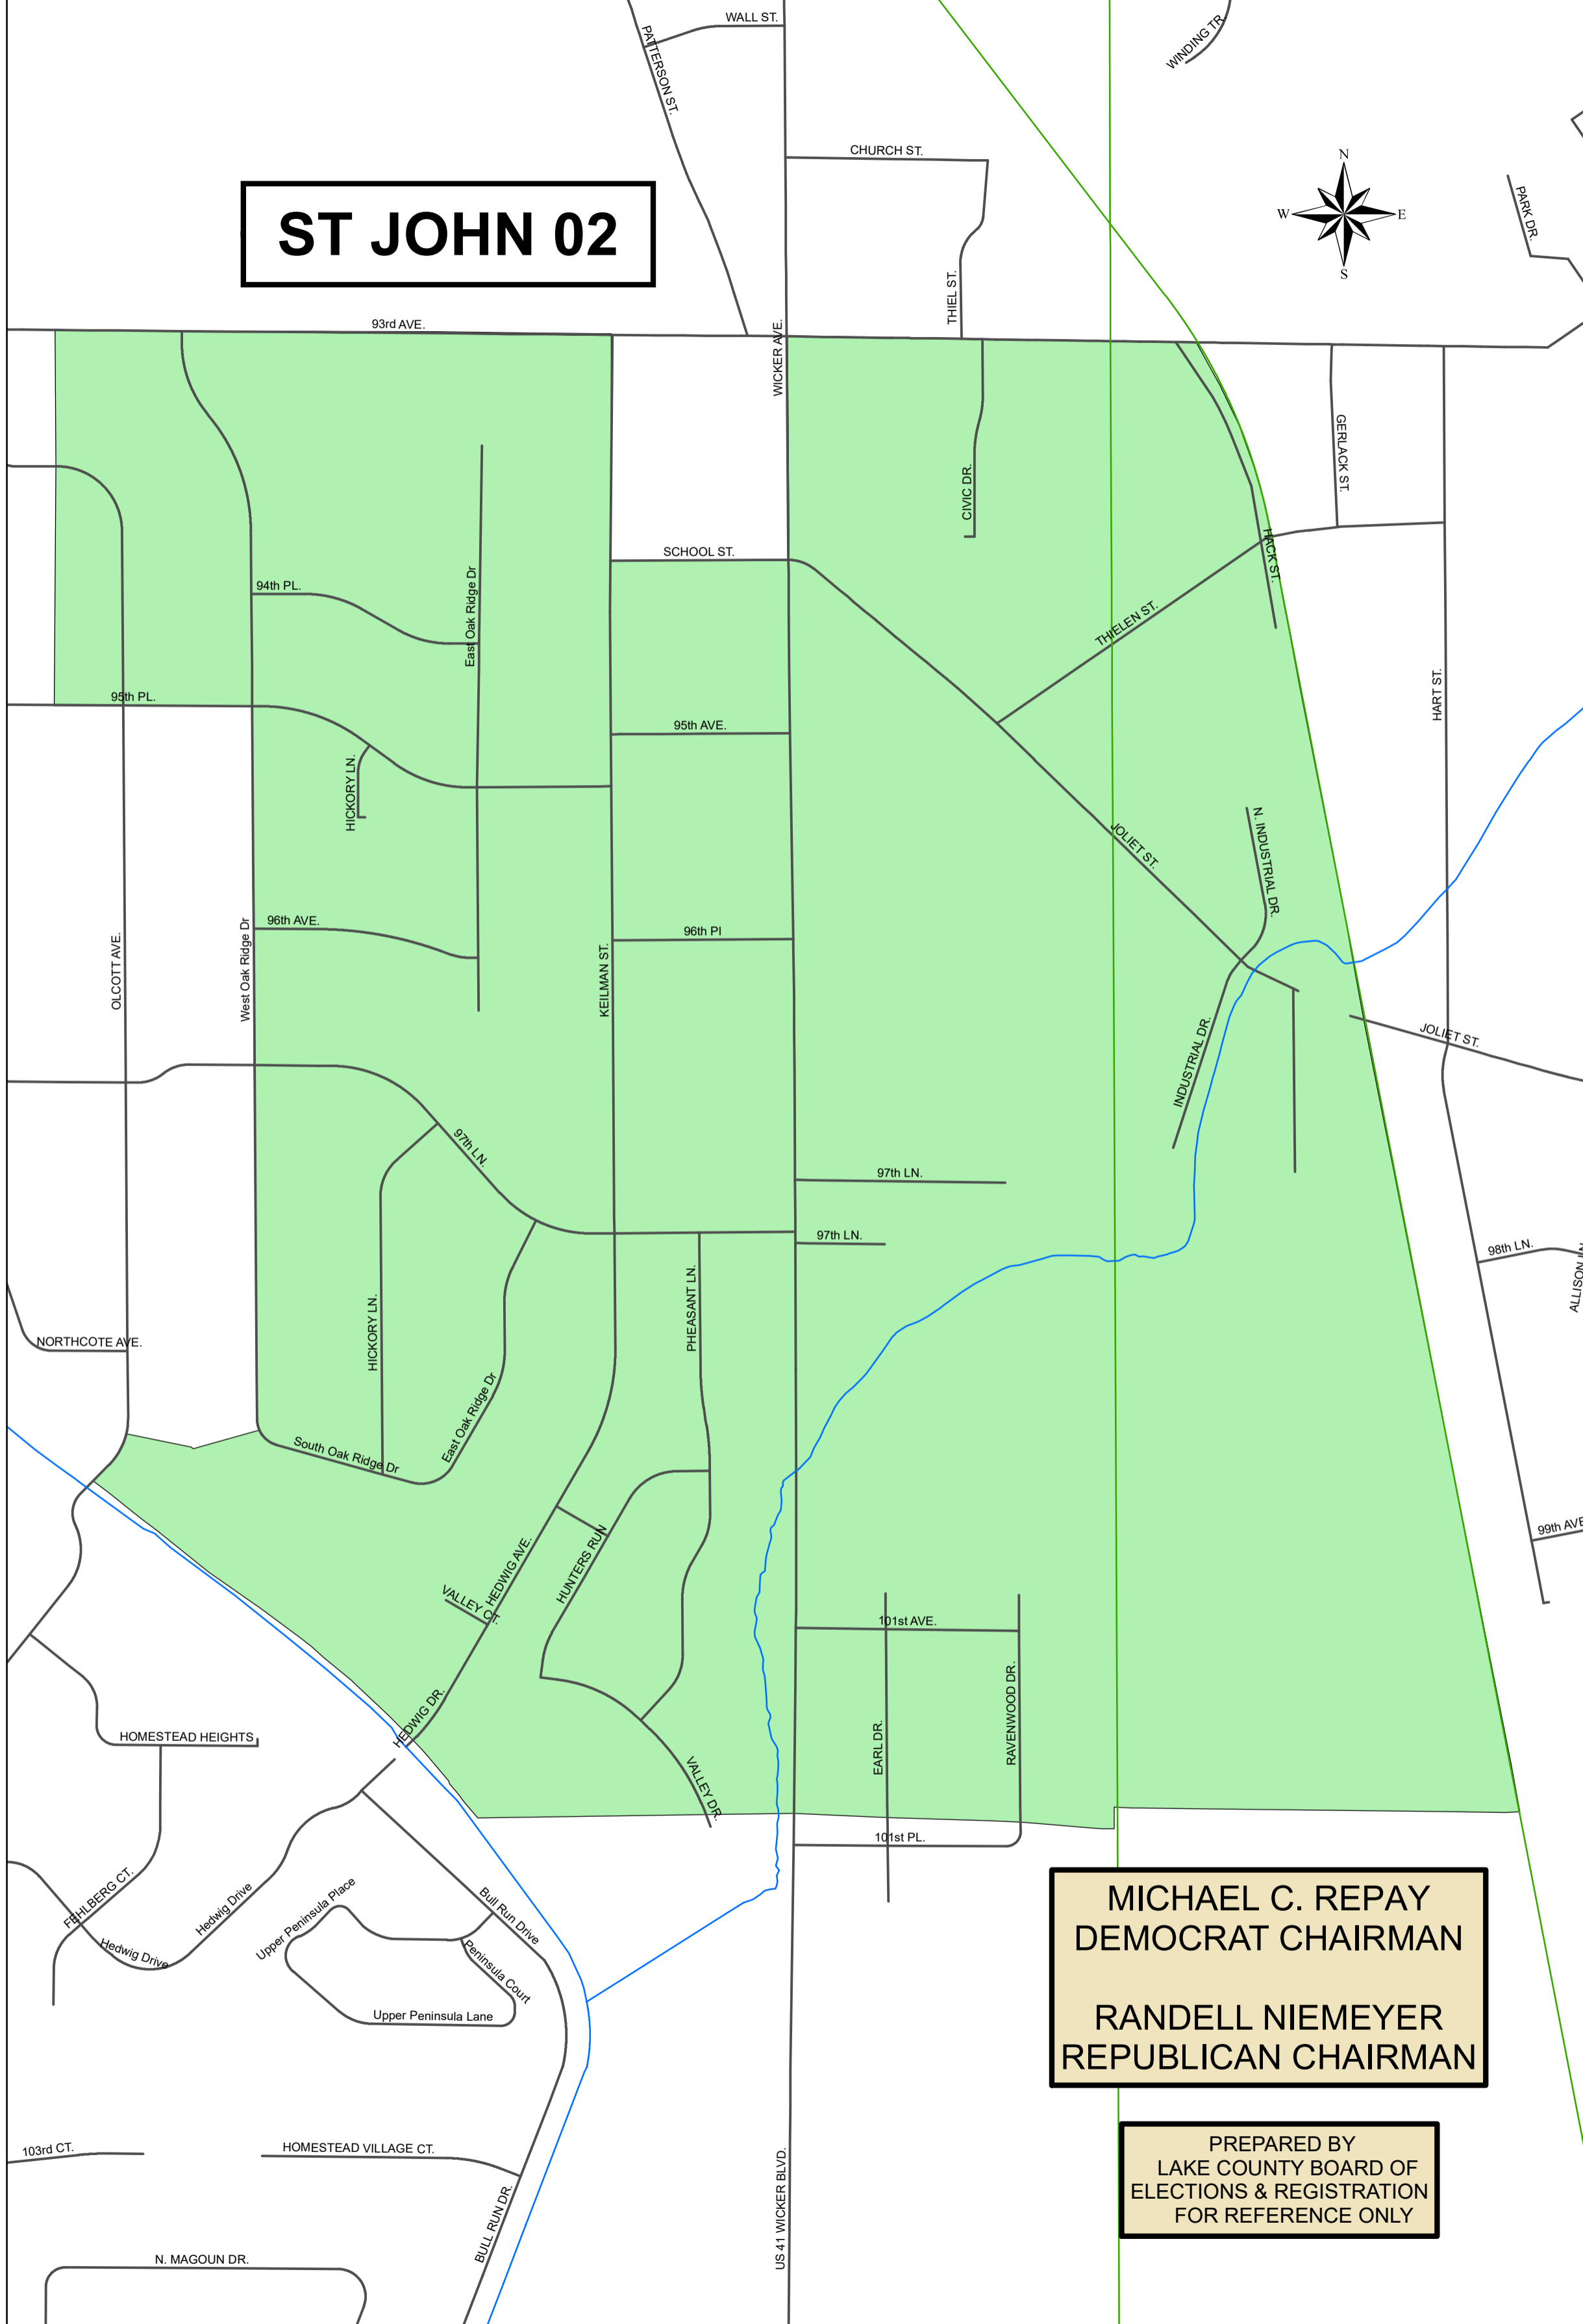 WALL ST.
PATTERSON ST.
WINDING TR.
CHURCH ST.
N
W
E
S
PARK DR.
ST JOHN 02
THIEL ST.
93rd AVE.
WICKER AVE.
GERLACK ST.
CIVIC DR.
SCHOOL ST.
HACK ST.
94th PL.
East Oak Ridge Dr
THIELEN ST.
95th PL.
HART ST.
95th AVE.
HICKORY LN.
JOLIET ST.
N. INDUSTRIAL DR.
96th AVE.
96th Pl
OLCOTT AVE.
West Oak Ridge Dr
KEILMAN ST.
INDUSTRIAL DR.
JOLIET ST.
97th LN.
97th LN.
97th LN.
98th LN.
ALLISON LN.
NORTHCOTE AVE.
HICKORY LN.
PHEASANT LN.
East Oak Ridge Dr
South Oak Ridge Dr
99th AVE
HEDWIG AVE.
HUNTERS RUN
VALLEY CT.
101st AVE.
HEDWIG DR.
RAVENWOOD DR.
EARL DR.
HOMESTEAD HEIGHTS
VALLEY DR.
101st PL.
FEHLBERG CT.
Hedwig Drive
Hedwig Drive
Upper Peninsula Place
Bull Run Drive
Peninsula Court
Upper Peninsula Lane
MICHAEL C. REPAY
DEMOCRAT CHAIRMAN
RANDELL NIEMEYER
REPUBLICAN CHAIRMAN
103rd CT.
HOMESTEAD VILLAGE CT.
US 41 WICKER BLVD.
BULL RUN DR.
PREPARED BY
LAKE COUNTY BOARD OF
ELECTIONS & REGISTRATION
FOR REFERENCE ONLY
N. MAGOUN DR.